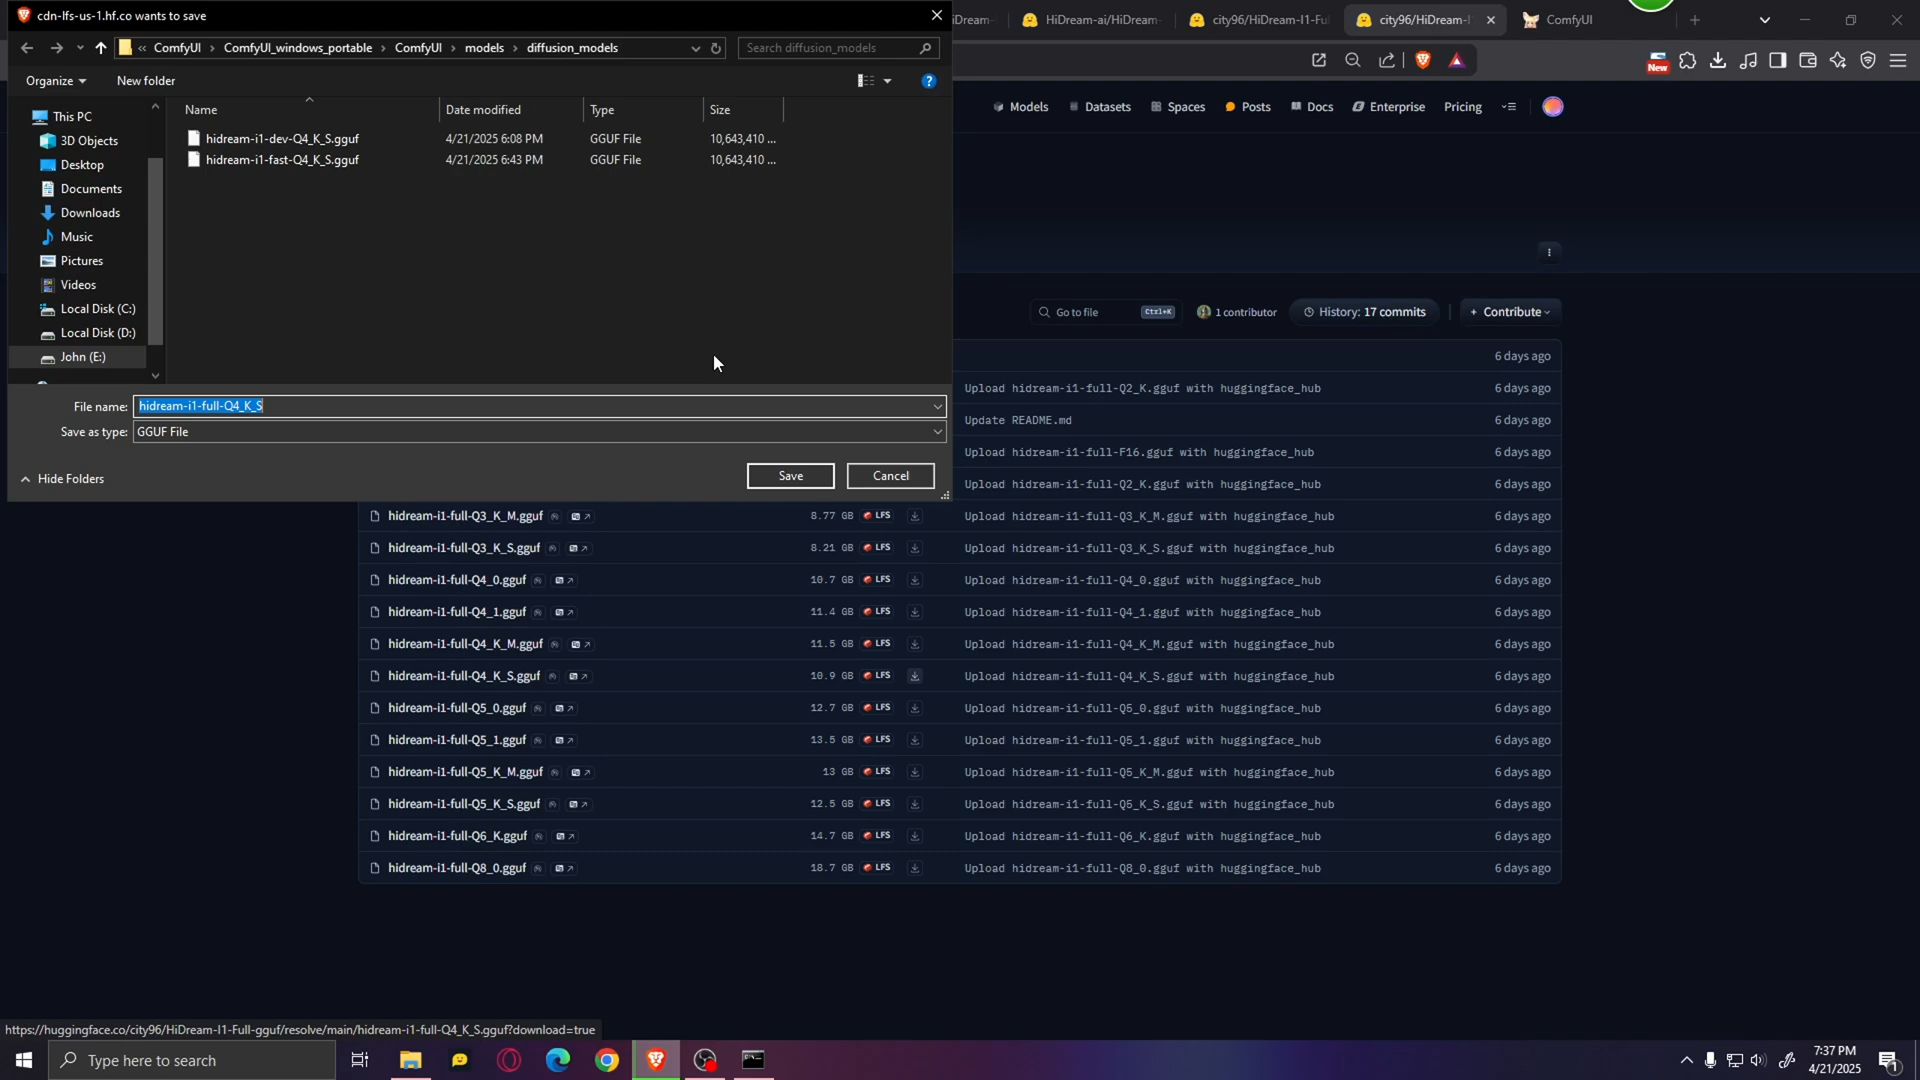 cdn-lfs-us-1.hf.co wants to save
iDream-
HiDream-ai/HiDream-
city96/HiDream-I1-Ful
city96/HiDream-I
ComfyUI
« ComfyUI > ComfyUI_windows_portable > ComfyUI > models > diffusion_models
Search diffusion_models
New
Organize
New folder
Models
Datasets
Spaces
Posts
Docs
Enterprise
Pricing
Name
Date modified
Type
Size
This PC
3D Objects
Desktop
Documents
Downloads
Music
Pictures
Videos
Local Disk (C:)
Local Disk (D:)
John (E:)
hidream-i1-dev-Q4_K_S.gguf 4/21/2025 6:08 PM GGUF File 10,643,410 ...
hidream-i1-fast-Q4_K_S.gguf 4/21/2025 6:43 PM GGUF File 10,643,410 ...
File name: hidream-i1-full-Q4_K_S
Save as type: GGUF File
Hide Folders
Save
Cancel
Go to file Ctrl+K
1 contributor
History: 17 commits
+ Contribute
6 days ago
Upload hidream-i1-full-Q2_K.gguf with huggingface_hub 6 days ago
Update README.md 6 days ago
Upload hidream-i1-full-F16.gguf with huggingface_hub 6 days ago
Upload hidream-i1-full-Q2_K.gguf with huggingface_hub 6 days ago
hidream-i1-full-Q3_K_M.gguf 8.77 GB LFS Upload hidream-i1-full-Q3_K_M.gguf with huggingface_hub 6 days ago
hidream-i1-full-Q3_K_S.gguf 8.21 GB LFS Upload hidream-i1-full-Q3_K_S.gguf with huggingface_hub 6 days ago
hidream-i1-full-Q4_0.gguf 10.7 GB LFS Upload hidream-i1-full-Q4_0.gguf with huggingface_hub 6 days ago
hidream-i1-full-Q4_1.gguf 11.4 GB LFS Upload hidream-i1-full-Q4_1.gguf with huggingface_hub 6 days ago
hidream-i1-full-Q4_K_M.gguf 11.5 GB LFS Upload hidream-i1-full-Q4_K_M.gguf with huggingface_hub 6 days ago
hidream-i1-full-Q4_K_S.gguf 10.9 GB LFS Upload hidream-i1-full-Q4_K_S.gguf with huggingface_hub 6 days ago
hidream-i1-full-Q5_0.gguf 12.7 GB LFS Upload hidream-i1-full-Q5_0.gguf with huggingface_hub 6 days ago
hidream-i1-full-Q5_1.gguf 13.5 GB LFS Upload hidream-i1-full-Q5_1.gguf with huggingface_hub 6 days ago
hidream-i1-full-Q5_K_M.gguf 13 GB LFS Upload hidream-i1-full-Q5_K_M.gguf with huggingface_hub 6 days ago
hidream-i1-full-Q5_K_S.gguf 12.5 GB LFS Upload hidream-i1-full-Q5_K_S.gguf with huggingface_hub 6 days ago
hidream-i1-full-Q6_K.gguf 14.7 GB LFS Upload hidream-i1-full-Q6_K.gguf with huggingface_hub 6 days ago
hidream-i1-full-Q8_0.gguf 18.7 GB LFS Upload hidream-i1-full-Q8_0.gguf with huggingface_hub 6 days ago
https://huggingface.co/city96/HiDream-I1-Full-gguf/resolve/main/hidream-i1-full-Q4_K_S.gguf?download=true
Type here to search
7:37 PM
4/21/2025
1